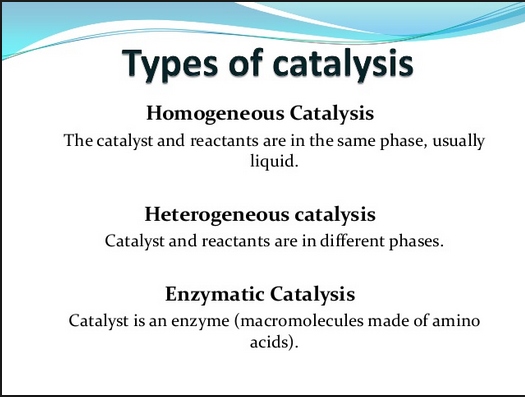 Types of catalysis
Homogeneous Catalysis
The catalyst and reactants are in the same phase, usually
liquid.
Heterogeneous catalysis
Catalyst and reactants are in different phases.
Enzymatic Catalysis
Catalyst is an enzyme (macromolecules made of amino
acids).